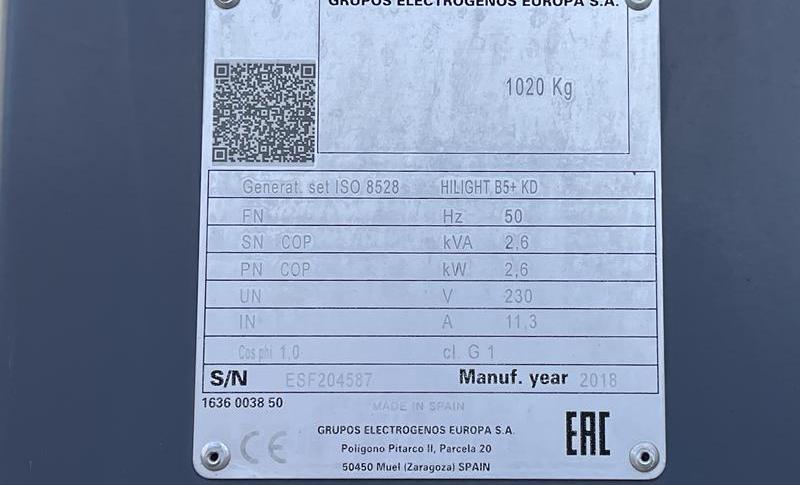 GRUPOS ELECTROGENOS EUROPA S.A.
1020 Kg
Generat. set ISO 8528 HILIGHT B5+ KD
FN Hz 50
SN COP kVA 2,6
PN COP kW 2,6
UN V 230
IN A 11,3
Cos phi 1,0 cl. G 1
S/N ESF204587 Manuf. year 2018
1636 0038 50
MADE IN SPAIN
CE
GRUPOS ELECTROGENOS EUROPA S.A.
Poligono Pitarco II, Parcela 20
50450 Muel (Zaragoza) SPAIN
EAC